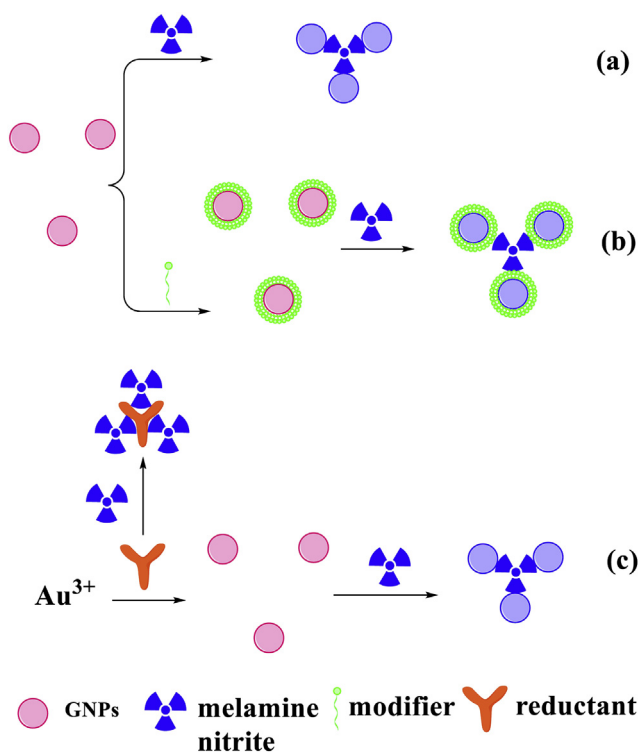 (a)
(b)
(c)
Au³⁺
GNPs
melamine
nitrite
modifier
reductant